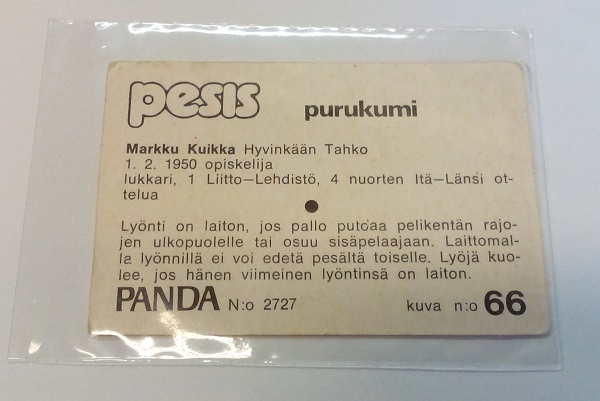 pesis purukumi
Markku Kuikka Hyvinkään Tahko
1. 2. 1950 opiskelija
lukkari, 1 Liitto—Lehdistö, 4 nuorten Itä—Länsi ot-
telua
Lyönti on laiton, jos pallo putoaa pelikentän rajo-
jen ulkopuolelle tai osuu sisäpelaajaan. Laittomal-
la lyönnillä ei voi edetä pesältä toiselle. Lyöjä kuo-
lee, jos hänen viimeinen lyöntinsä on laiton.
PANDA N:o 2727 kuva n:o 66